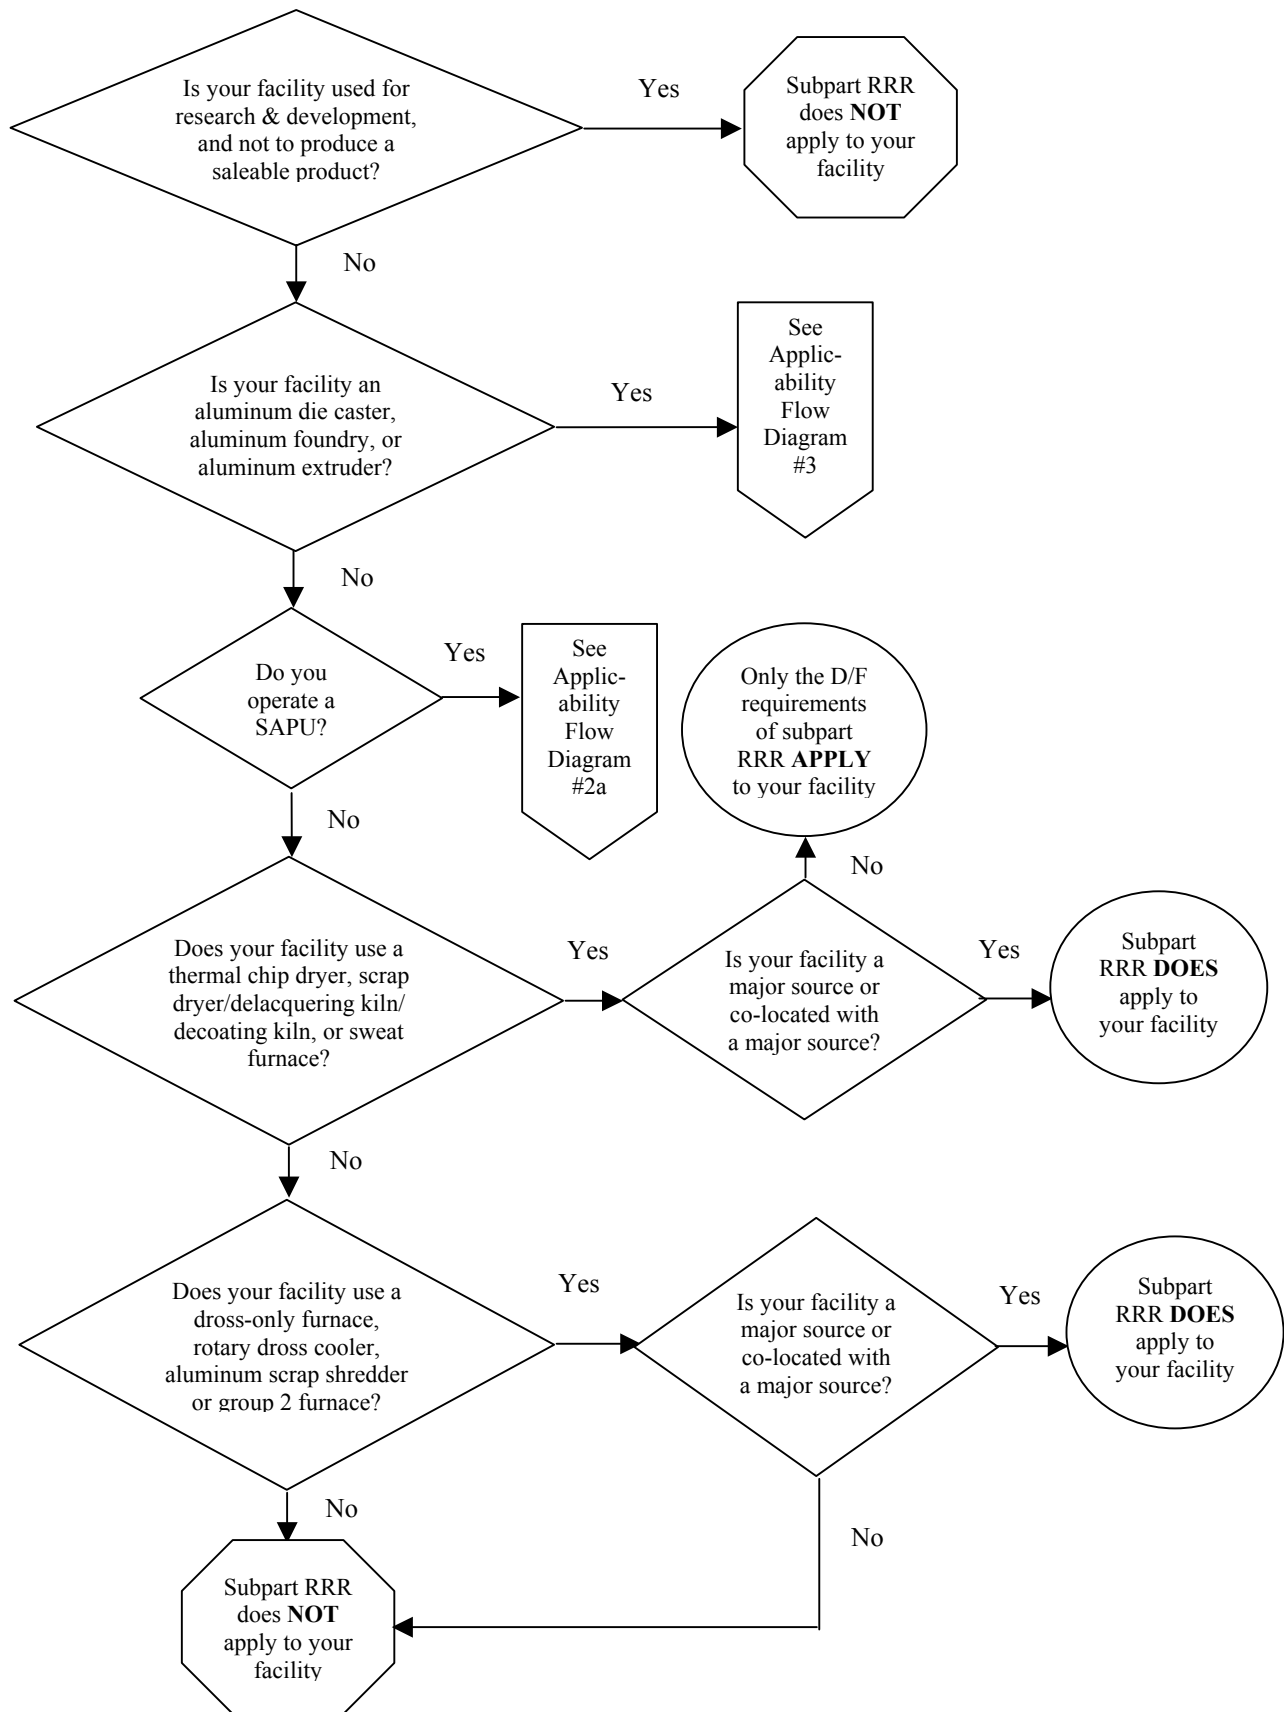 Is your facility used for
research & development,
and not to produce a
saleable product?
Yes
Subpart RRR
does NOT
apply to your
facility
No
Is your facility an
aluminum die caster,
aluminum foundry, or
aluminum extruder?
Yes
See
Applic-
ability
Flow
Diagram
#3
No
Do you
operate a
SAPU?
Yes
See
Applic-
ability
Flow
Diagram
#2a
Only the D/F
requirements
of subpart
RRR APPLY
to your facility
No
No
Does your facility use a
thermal chip dryer, scrap
dryer/delacquering kiln/
decoating kiln, or sweat
furnace?
Yes
Is your facility a
major source or
co-located with
a major source?
Yes
Subpart
RRR DOES
apply to
your facility
No
Does your facility use a
dross-only furnace,
rotary dross cooler,
aluminum scrap shredder
or group 2 furnace?
Yes
Is your facility a
major source or
co-located with
a major source?
Yes
Subpart
RRR DOES
apply to
your facility
No
No
Subpart RRR
does NOT
apply to your
facility